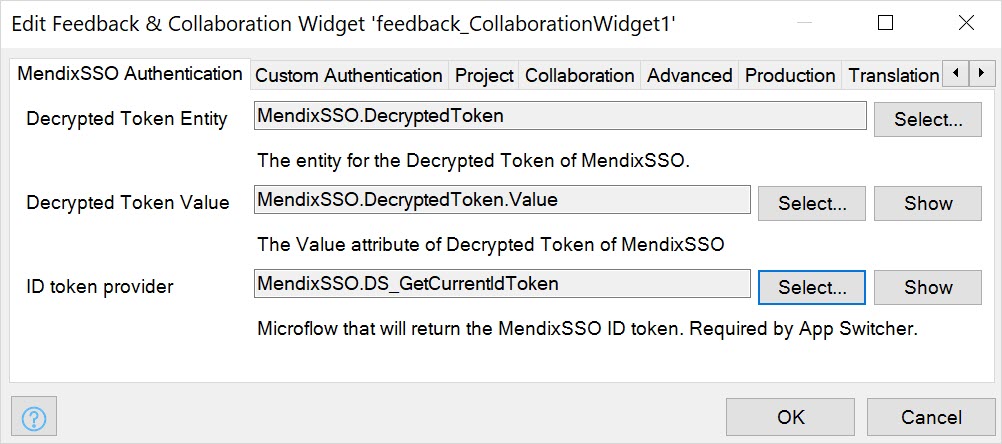 Edit Feedback & Collaboration Widget 'feedback_CollaborationWidget1'
MendixSSO Authentication Custom Authentication Project Collaboration Advanced Production Translation
Decrypted Token Entity MendixSSO.DecryptedToken Select...
The entity for the Decrypted Token of MendixSSO.
Decrypted Token Value MendixSSO.DecryptedToken.Value Select... Show
The Value attribute of Decrypted Token of MendixSSO
ID token provider MendixSSO.DS_GetCurrentIdToken Select... Show
Microflow that will return the MendixSSO ID token. Required by App Switcher.
? OK Cancel